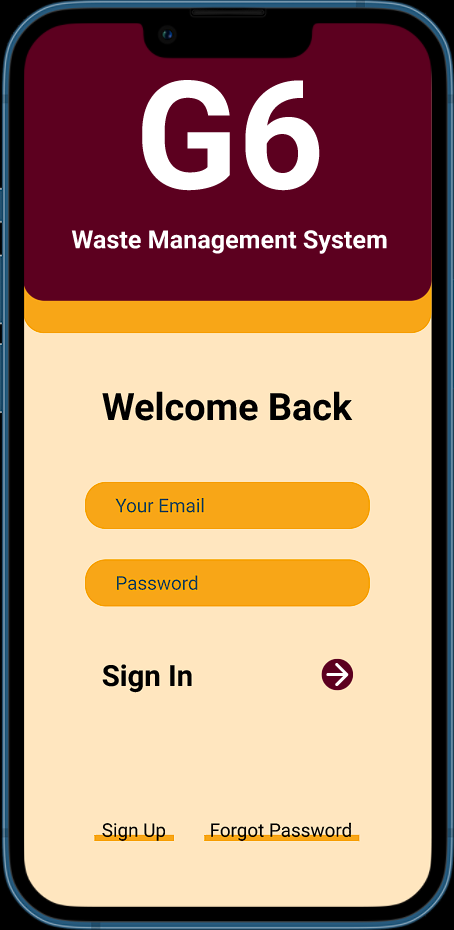 G6
Waste Management System
Welcome Back
Your Email
Password
Sign In
Sign Up
Forgot Password